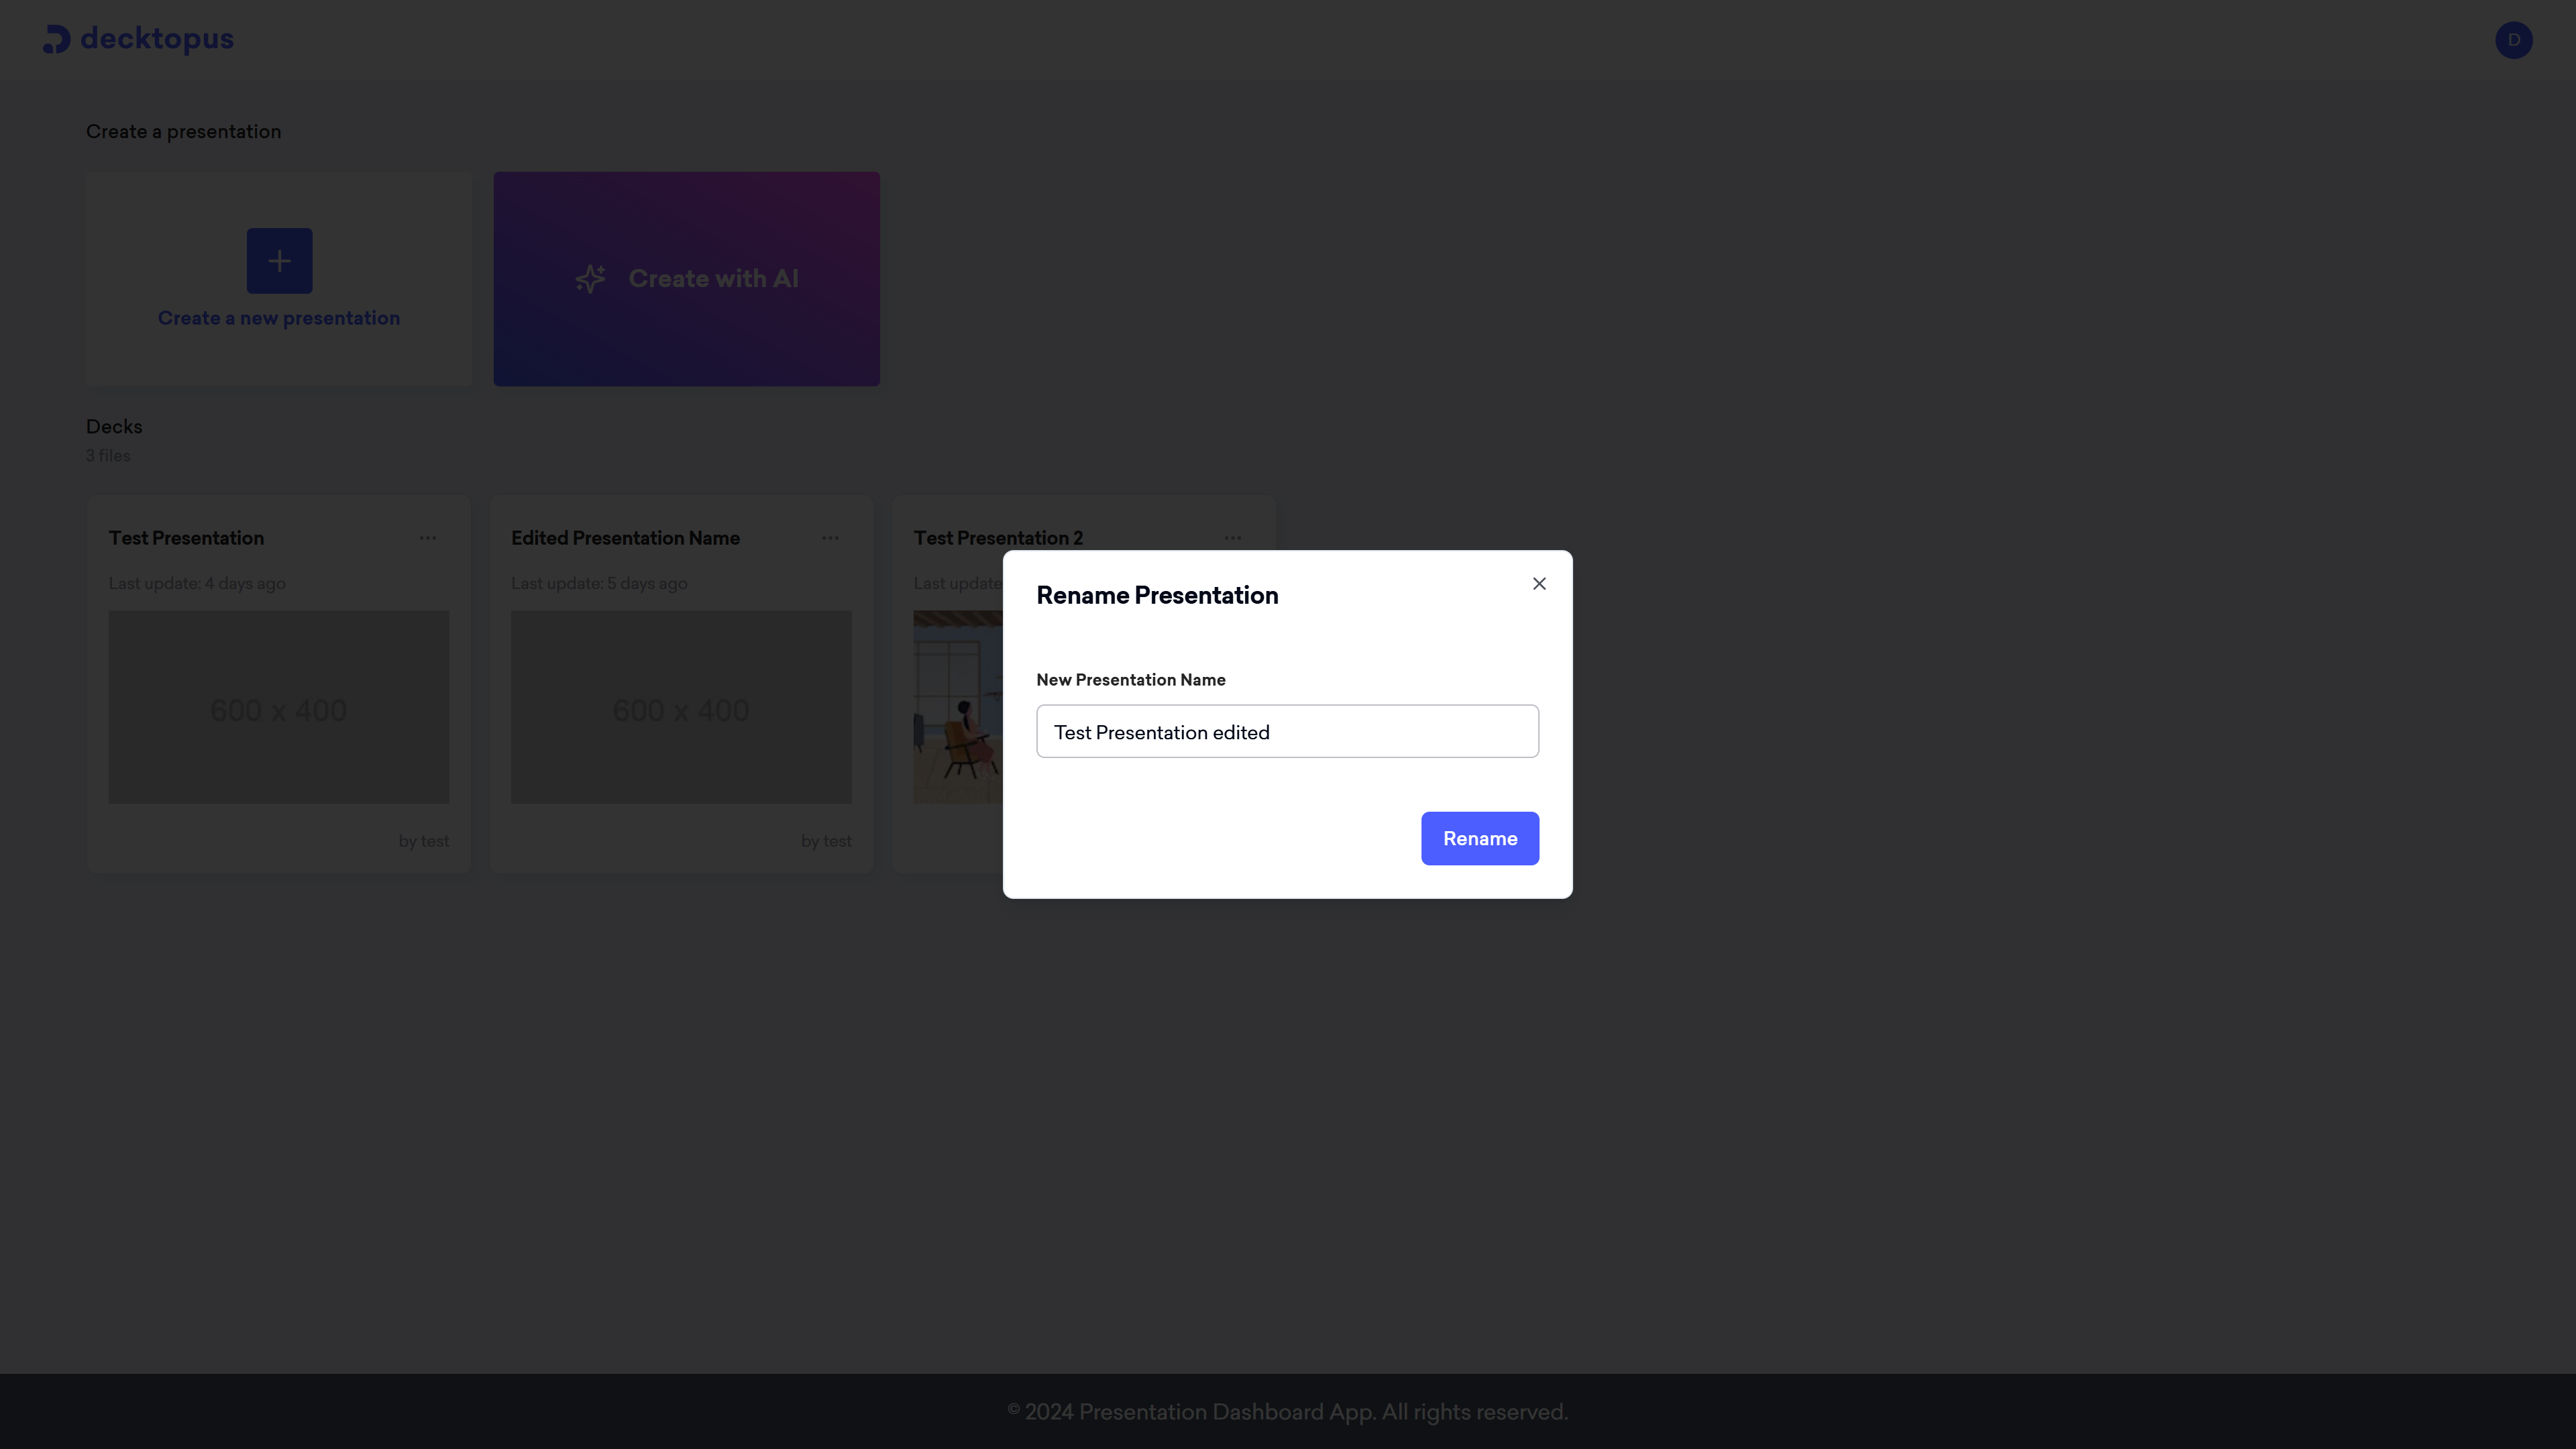 decktopus
D
Create a presentation
Create a new presentation
Create with AI
Decks
3 files
Test Presentation
Last update: 4 days ago
600 x 400
by test
Edited Presentation Name
Last update: 5 days ago
600 x 400
by test
Test Presentation 2
Last update
Rename Presentation
New Presentation Name
Test Presentation edited
Rename
© 2024 Presentation Dashboard App. All rights reserved.